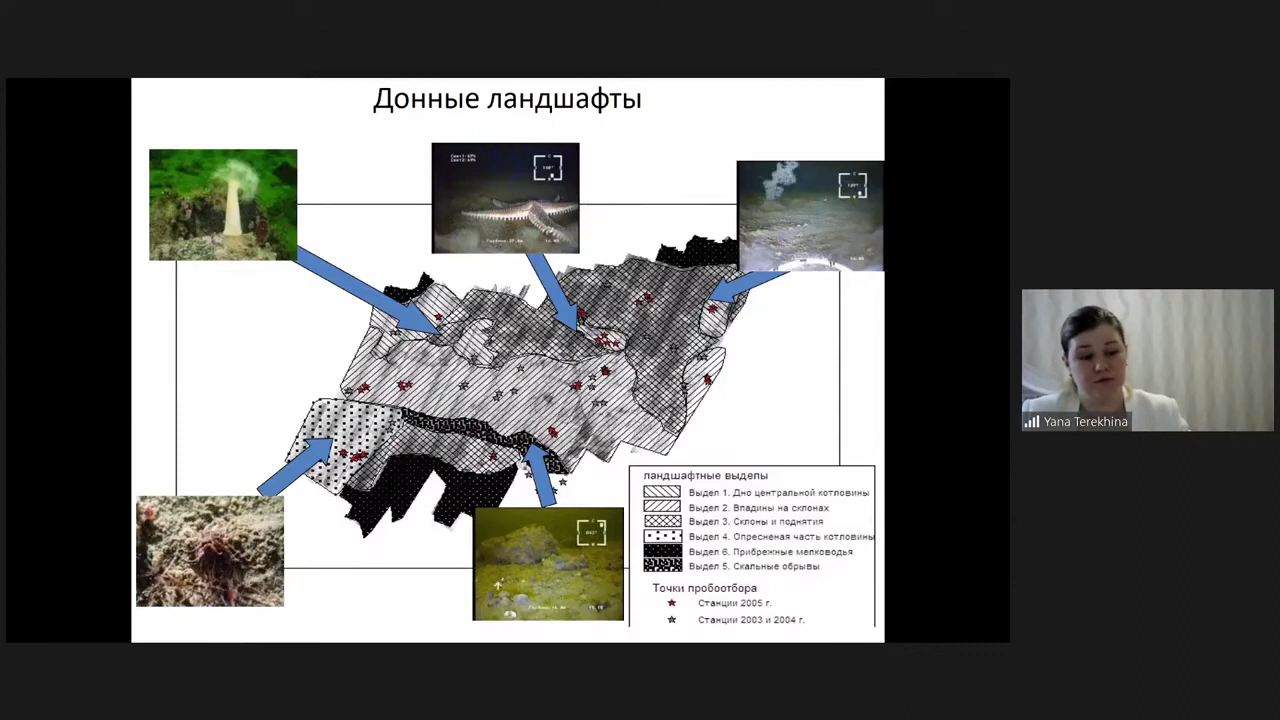 Донные ландшафты
ландшафтные выделы
Выдел 1. Дно центральной котловины
Выдел 2. Впадины на склонах
Выдел 3. Склоны и поднятия
Выдел 4. Опресненая часть котловины
Выдел 6. Прибрежные мелководья
Выдел 5. Скальные обрывы
Точки пробоотбора
Станции 2005 г.
Станции 2003 и 2004 г.
Yana Terekhina